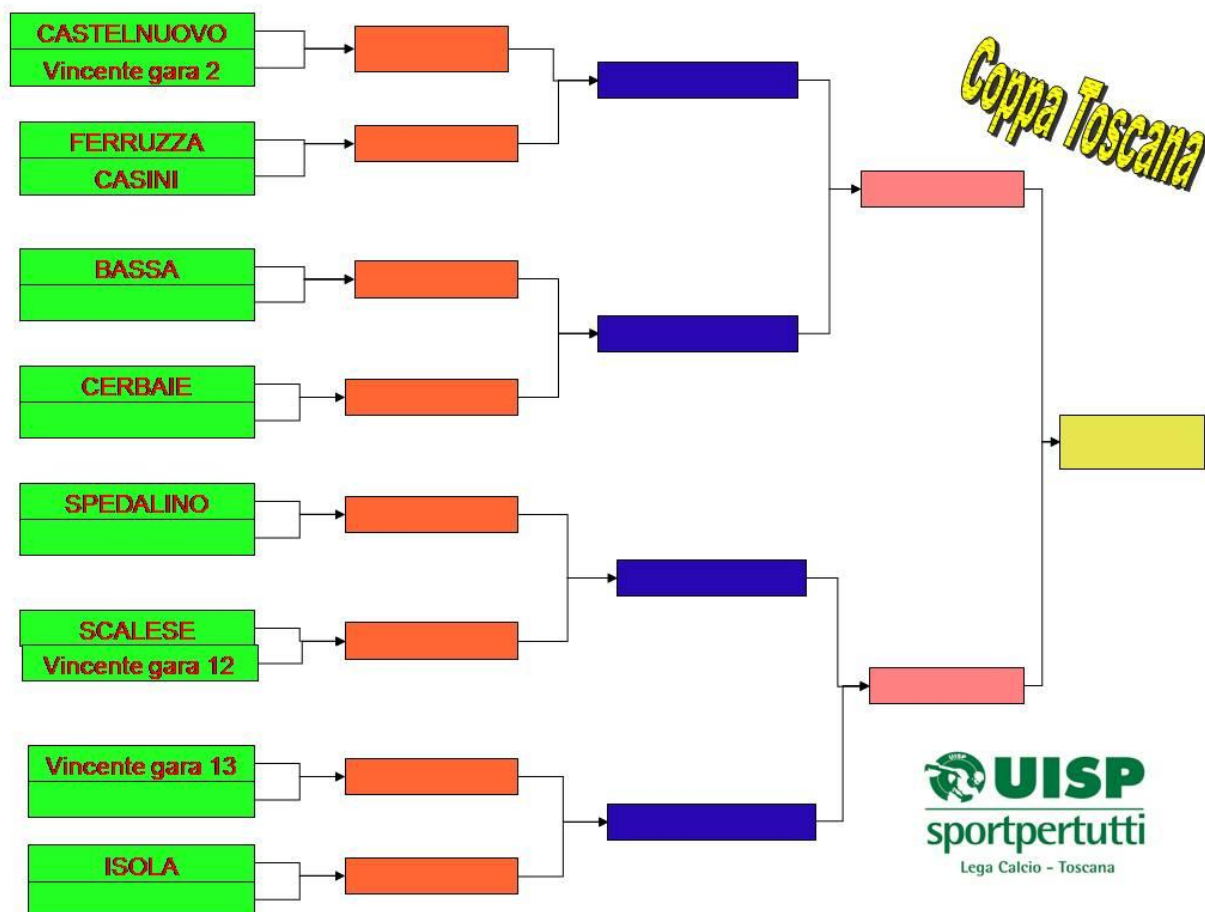 CASTELNUOVO
Vincente gara 2
FERRUZZA
CASINI
BASSA
CERBAIE
SPEDALINO
SCALESE
Vincente gara 12
Vincente gara 13
ISOLA
Coppa Toscana
UISP
UISP
sportpertutti
Lega Calcio - Toscana